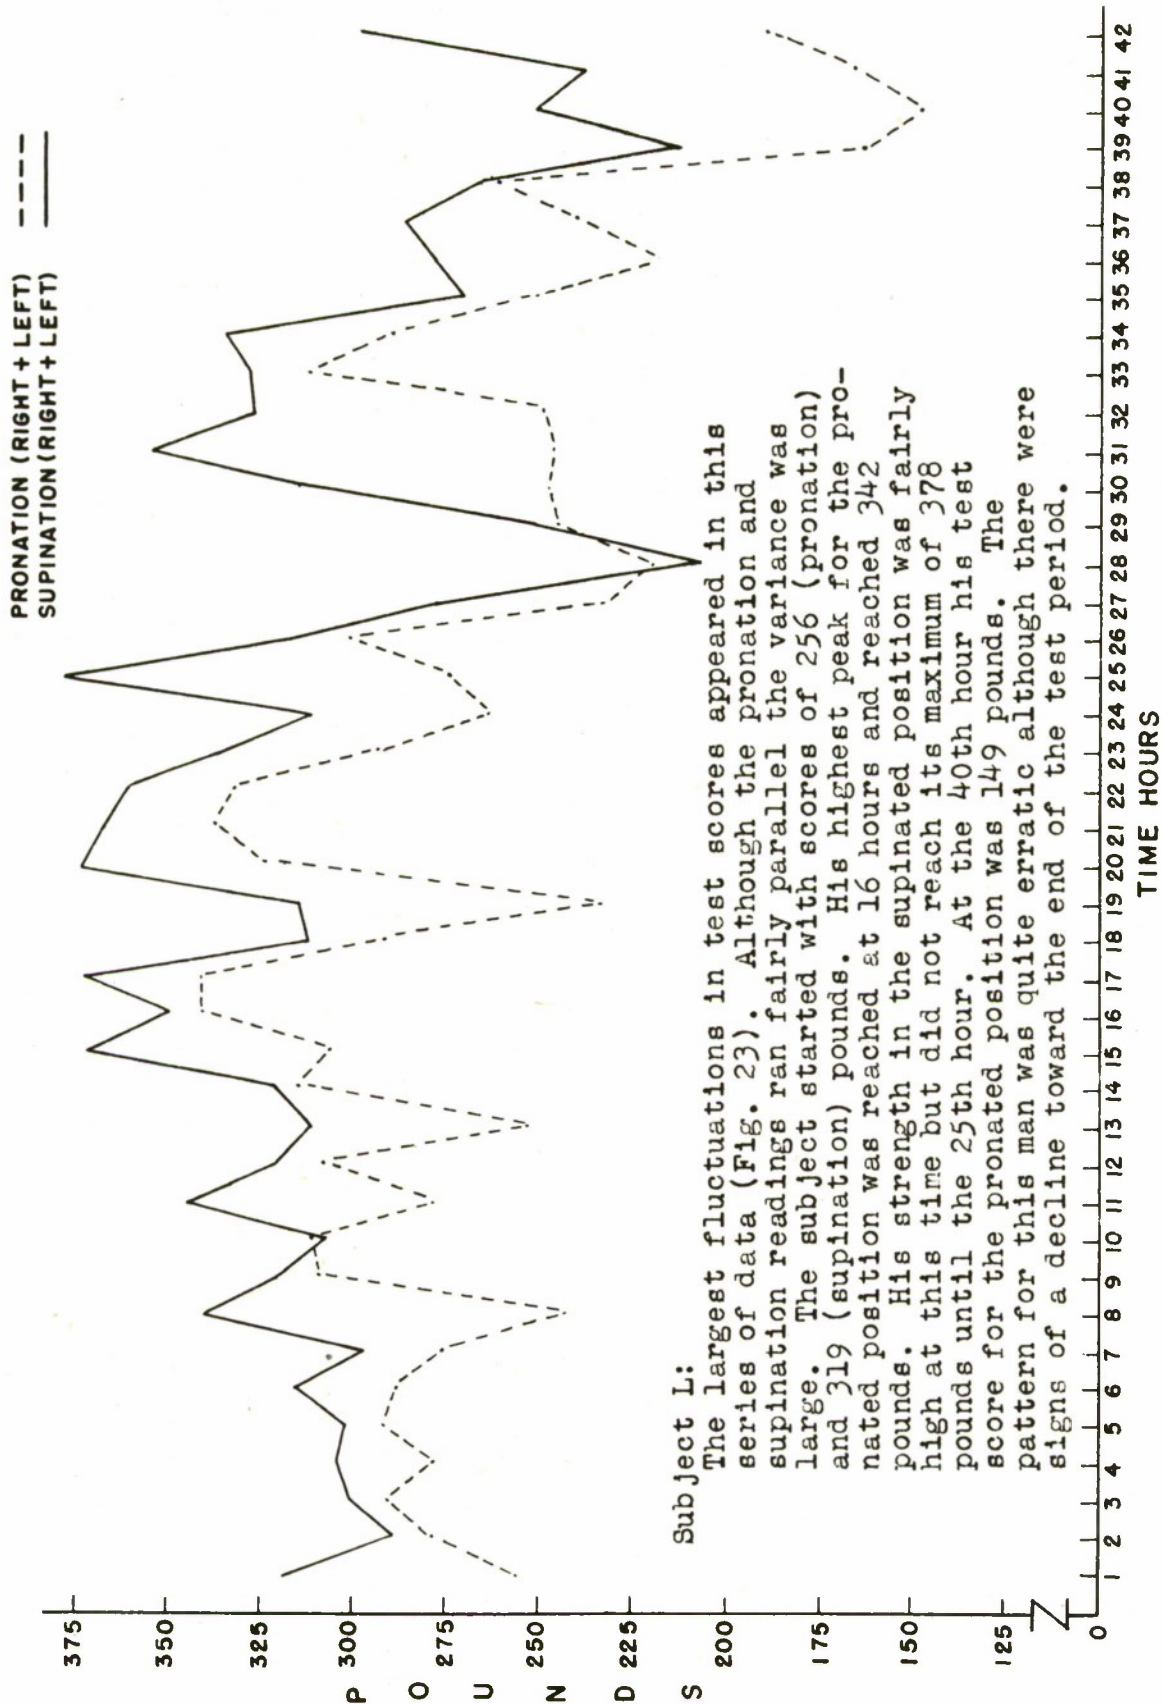 PRONATION (RIGHT + LEFT)
SUPINATION (RIGHT + LEFT)
375
350
325
300
275
250
225
200
175
150
125
0
P O U N D S
Subject L:
The largest fluctuations in test scores appeared in this
series of data (Fig. 23). Although the pronation and
supination readings ran fairly parallel the variance was
large. The subject started with scores of 256 (pronation)
and 319 (supination) pounds. His highest peak for the pro-
nated position was reached at 16 hours and reached 342
pounds. His strength in the supinated position was fairly
high at this time but did not reach its maximum of 378
pounds until the 25th hour. At the 40th hour his test
score for the pronated position was 149 pounds. The
pattern for this man was quite erratic although there were
signs of a decline toward the end of the test period.
1 2 3 4 5 6 7 8 9 10 11 12 13 14 15 16 17 18 19 20 21 22 23 24 25 26 27 28 29 30 31 32 33 34 35 36 37 38 39 40 41 42
TIME HOURS